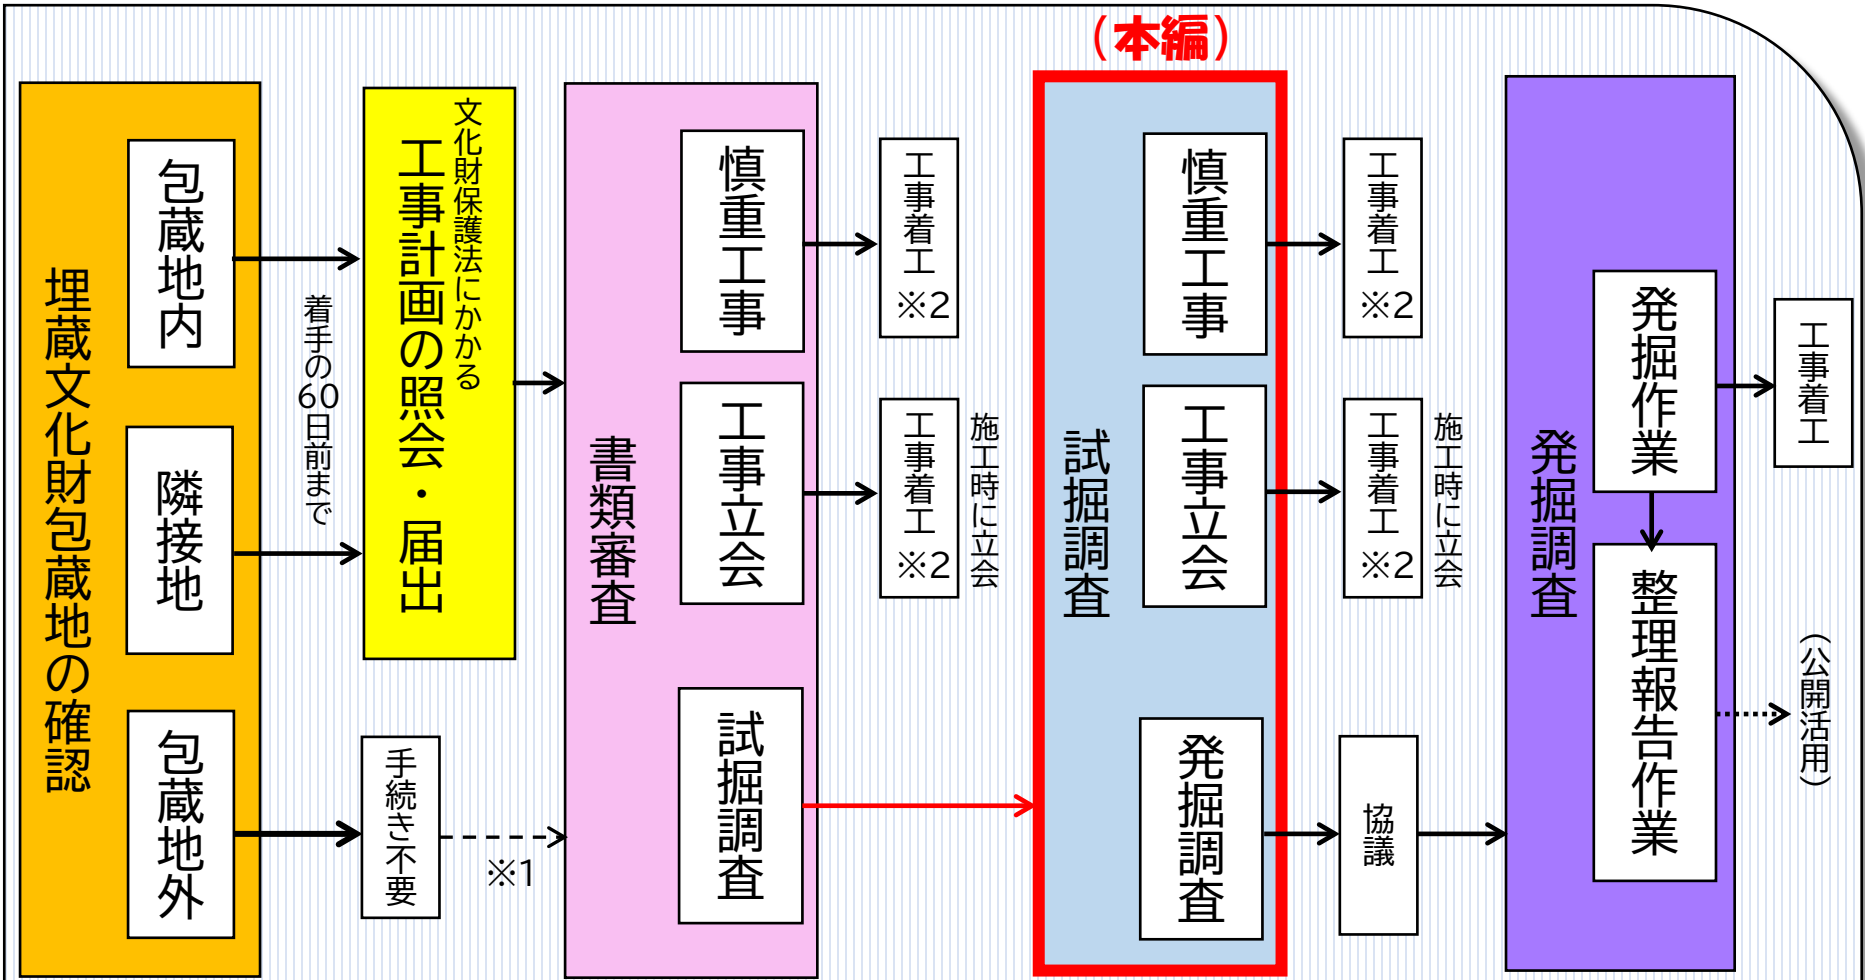 （本編）
埋蔵文化財包蔵地の確認
包蔵地内
隣接地
包蔵地外
着手の60日前まで
手続き不要
※1
文化財保護法にかかる
工事計画の照会・届出
書類審査
慎重工事
工事立会
試掘調査
工事着工※2
工事着工※2
施工時に立会
試掘調査
慎重工事
工事立会
発掘調査
工事着工※2
工事着工※2
施工時に立会
協議
発掘調査
発掘作業
整理報告作業
工事着工
（公開活用）